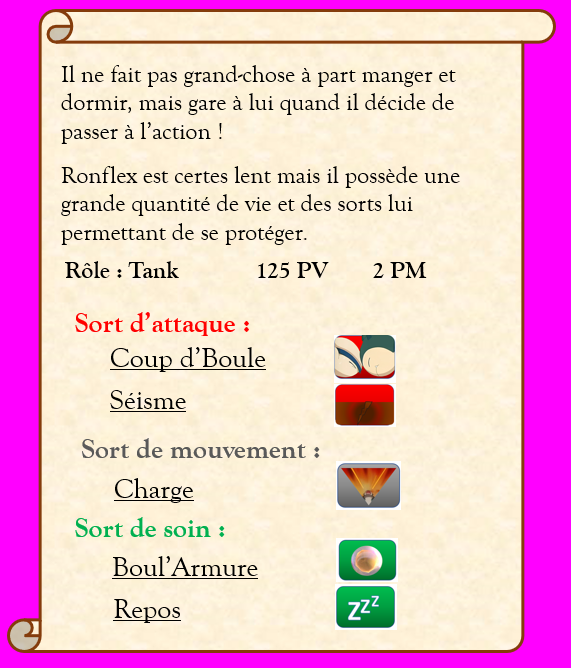 Il ne fait pas grand-chose à part manger et
dormir, mais gare à lui quand il décide de
passer à l'action !
Ronflex est certes lent mais il possède une
grande quantité de vie et des sorts lui
permettant de se protéger.
Rôle : Tank 125 PV 2 PM
Sort d'attaque :
Coup d'Boule
Séisme
Sort de mouvement :
Charge
Sort de soin :
Boul'Armure
Repos
ZZZ